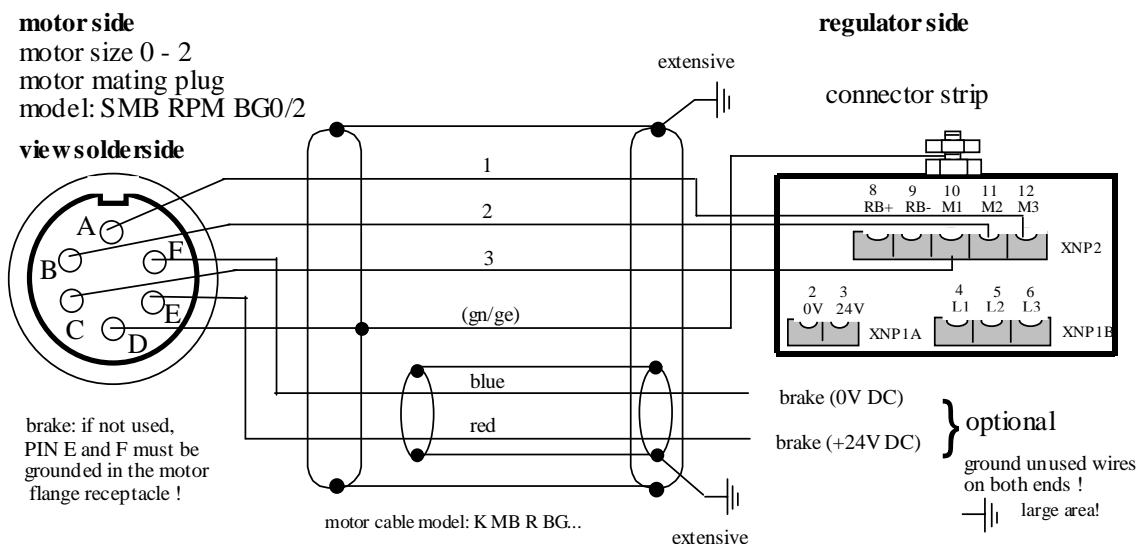 motor side
motor size 0 - 2
motor mating plug
model: SMB RPM BG0/2
view solderside
regulator side
connector strip
extensive
A
B
C
D
E
F
1
2
3
(gn/ge)
blue
red
8 9 10 11 12
RB+ RB- M1 M2 M3
XNP2
2 3
0V 24V
XNP1A
4 5 6
L1 L2 L3
XNP1B
brake (0V DC)
brake (+24V DC)
} optional
brake: if not used,
PIN E and F must be
grounded in the motor
flange receptacle !
ground unused wires
on both ends !
large area!
motor cable model: K MB R BG...
extensive